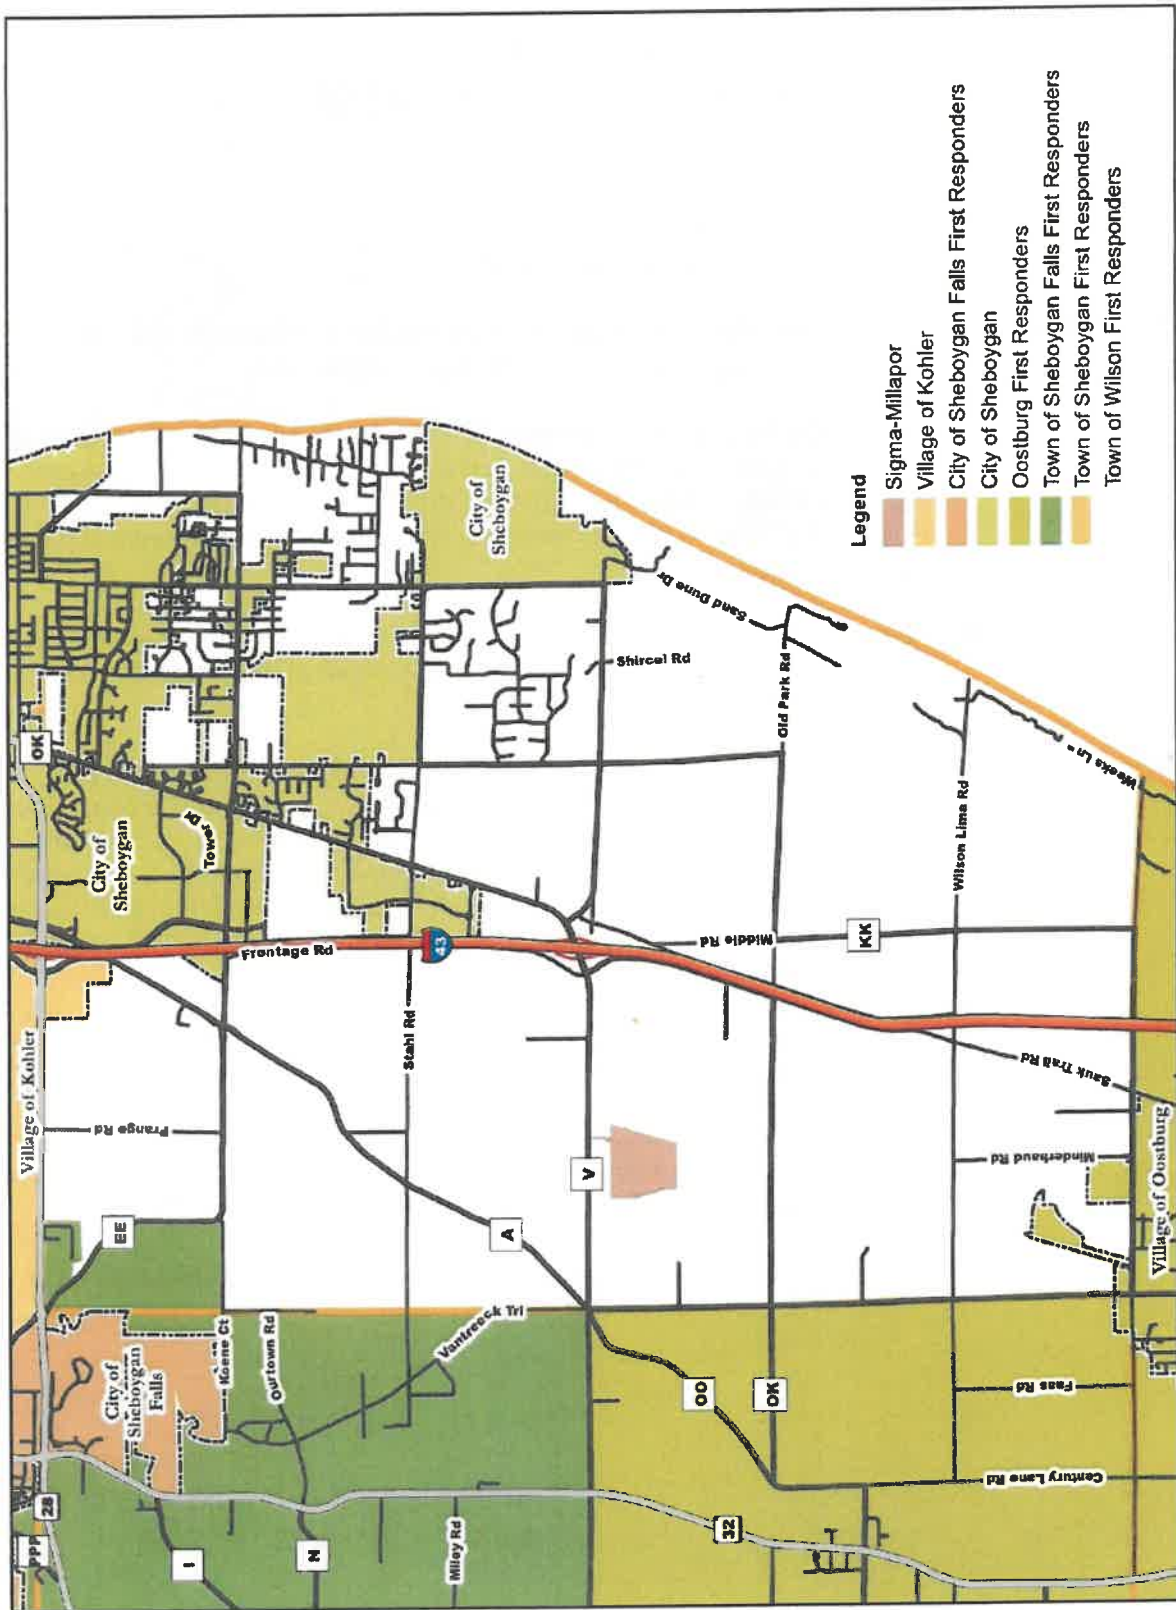 City of
Sheboygan
City of
Sheboygan
OK
Tower Dr
Village of Kohler
Frontage Rd
43
Stahl Rd
Prange Rd
EE
City of
Sheboygan
Falls
Koene Ct
Ourtown Rd
Vantreeck Trl
A
V
28
PPP
I
N
Miley Rd
Shircel Rd
Sand Dune Dr
Old Park Rd
Middle Rd
KK
Wilson Lima Rd
Weeks Ln
Sauk Trail Rd
Minderhaud Rd
Village of Oostburg
OO
OK
32
Faas Rd
Century Lane Rd
Legend
Sigma-Millapor
Village of Kohler
City of Sheboygan Falls First Responders
City of Sheboygan
Oostburg First Responders
Town of Sheboygan Falls First Responders
Town of Sheboygan First Responders
Town of Wilson First Responders